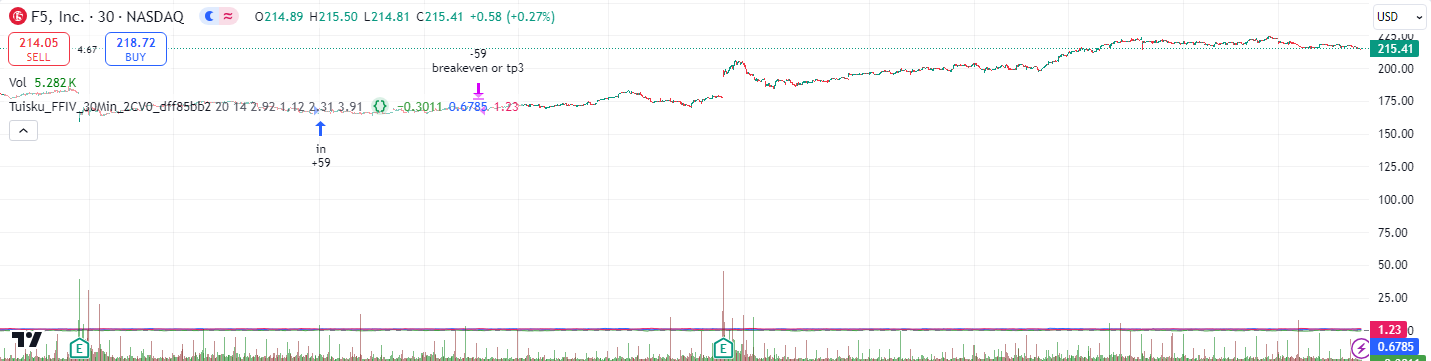 F5, Inc. · 30 · NASDAQ O214.89 H215.50 L214.81 C215.41 +0.58 (+0.27%)
USD
214.05
SELL
4.67
218.72
BUY
225.00
215.41
200.00
175.00
150.00
125.00
100.00
75.00
50.00
25.00
1.23
0.6785
Vol 5.282 K
Tuisku_FFIV_30Min_2CV0_dff85bb2 20 14 2.92 1.12 2.31 3.91 {} −0.3011 0.6785 1.23
-59
breakeven or tp3
in
+59
E
E